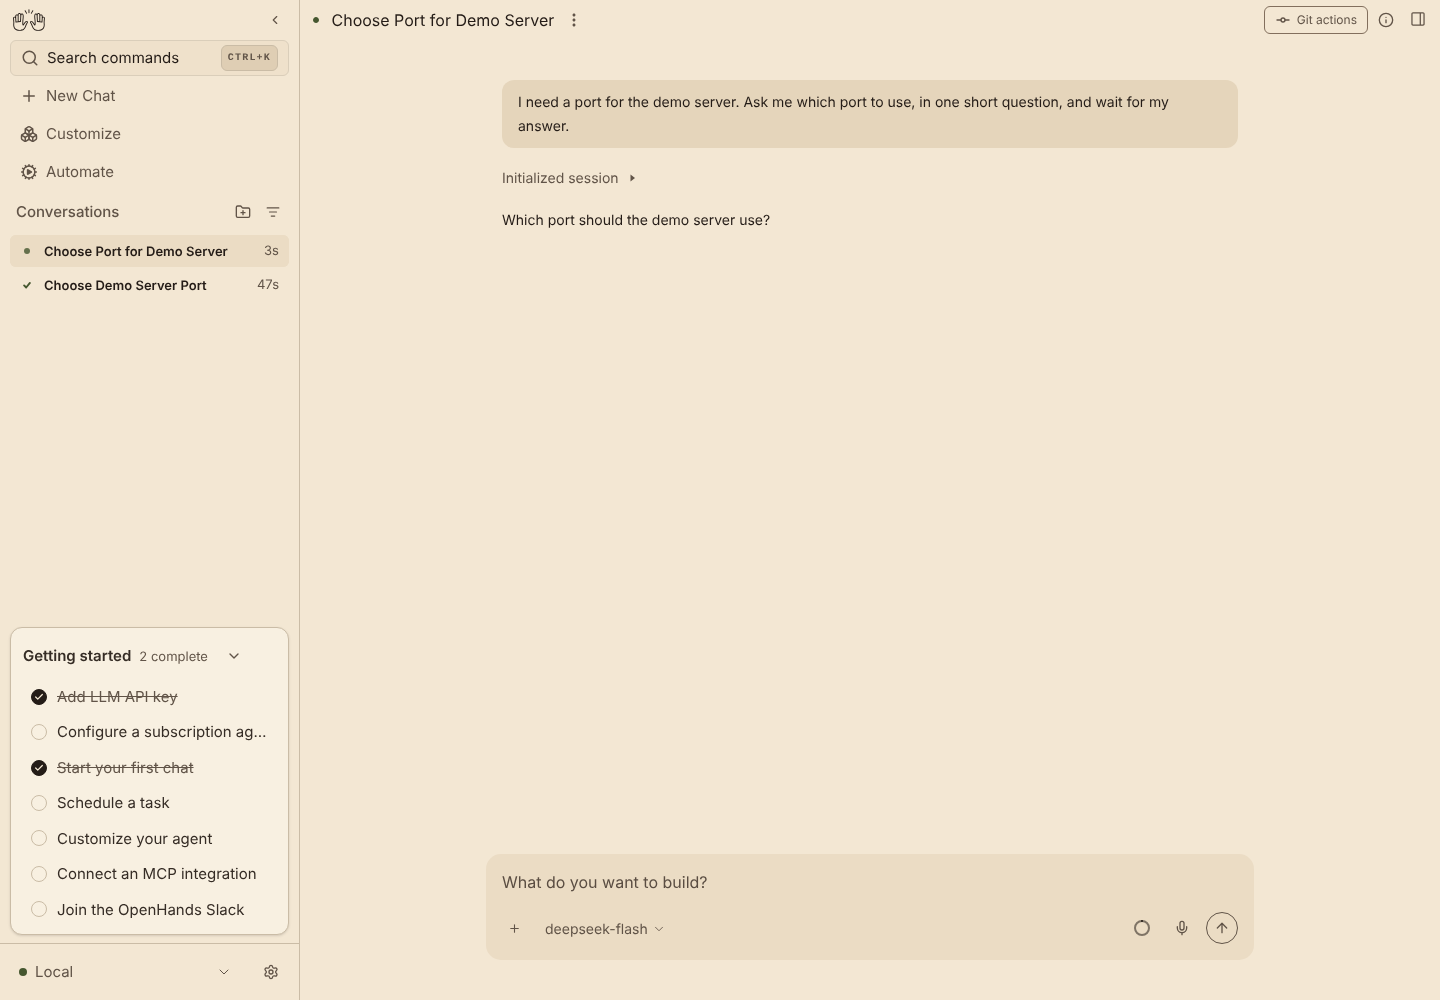 Search commands
CTRL+K
New Chat
Customize
Automate
Conversations
Choose Port for Demo Server
3s
Choose Demo Server Port
47s
Getting started
2 complete
Add LLM API key
Configure a subscription ag...
Start your first chat
Schedule a task
Customize your agent
Connect an MCP integration
Join the OpenHands Slack
Local
Choose Port for Demo Server
Git actions
I need a port for the demo server. Ask me which port to use, in one short question, and wait for my
answer.
Initialized session
Which port should the demo server use?
What do you want to build?
deepseek-flash